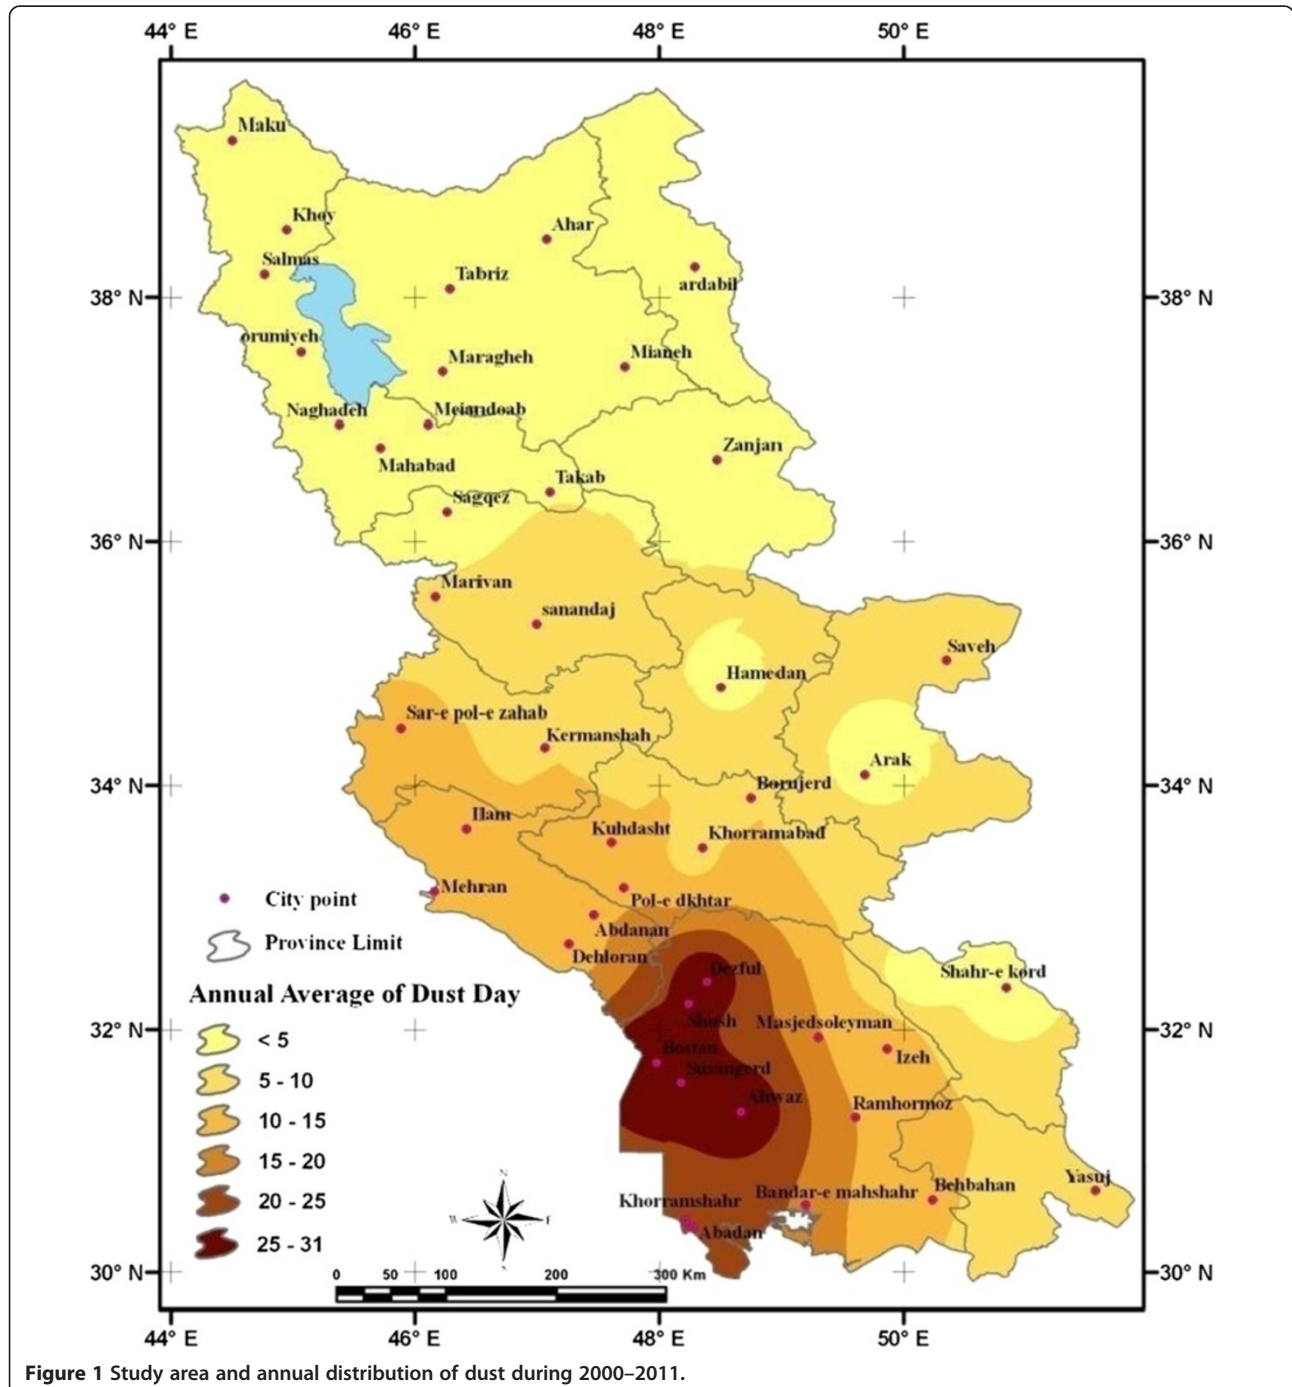 44° E 46° E 48° E 50° E
Maku
Khoy
Ahar
Salmas
Tabriz
ardabil
38° N 38° N
orumiyeh
Maragheh
Mianeh
Naghadeh
Meiandoab
Zanjan
Mahabad
Takab
Sagqez
36° N 36° N
Marivan
sanandaj
Saveh
Hamedan
Sar-e pol-e zahab
Kermanshah
Arak
34° N 34° N
Borujerd
Ilam
Kuhdasht
Khorramabad
Mehran
City point
Pol-e dkhtar
Abdanan
Province Limit
Dehloran
Dezful
Shahr-e kord
Annual Average of Dust Day
Shush
Masjedsoleyman
32° N 32° N
< 5
Bostan
Izeh
Susangerd
5 - 10
Ahwaz
Ramhormoz
10 - 15
15 - 20
Yasuj
Behbahan
Bandar-e mahshahr
20 - 25
Khorramshahr
N
W
S
Abadan
25 - 31
30° N 30° N
0 50 100 200 300 Km
44° E 46° E 48° E 50° E
Figure 1 Study area and annual distribution of dust during 2000–2011.